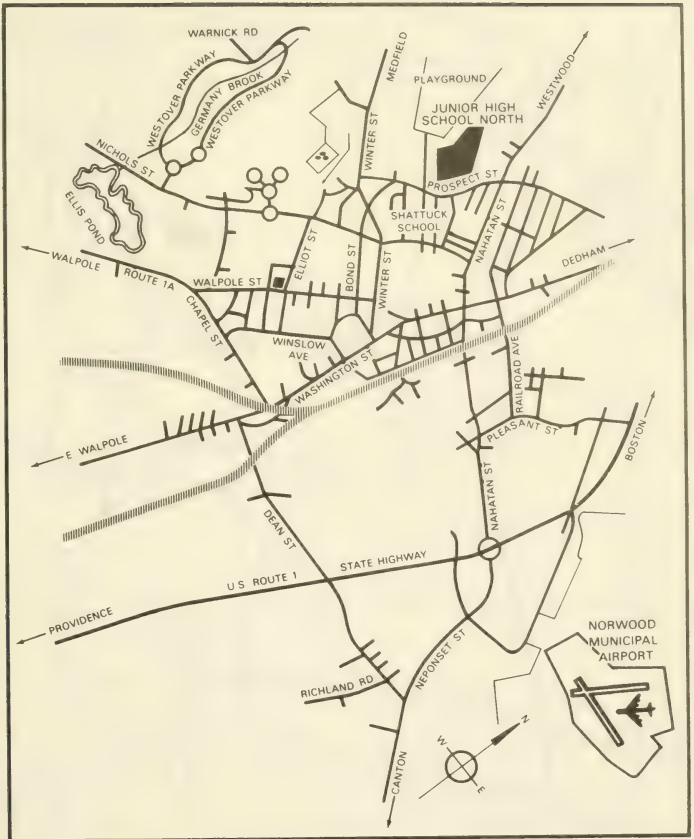 WARNICK RD
WESTOVER PARKWAY
GERMANY BROOK
WESTOVER PARKWAY
NICHOLS ST
ELLIS POND
MEDFIELD
WINTER ST
PLAYGROUND
JUNIOR HIGH
SCHOOL NORTH
WESTWOOD
PROSPECT ST
SHATTUCK
SCHOOL
NAHATAN ST
WALPOLE
ROUTE 1A
WALPOLE ST
ELLIOT ST
BOND ST
WINTER ST
DEDHAM
CHAPEL ST
WINSLOW
AVE
WASHINGTON ST
RAILROAD AVE
E WALPOLE
PLEASANT ST
BOSTON
NAHATAN ST
DEAN ST
STATE HIGHWAY
U S ROUTE 1
PROVIDENCE
NORWOOD
MUNICIPAL
AIRPORT
NEPONSET ST
RICHLAND RD
CANTON
W
N
E